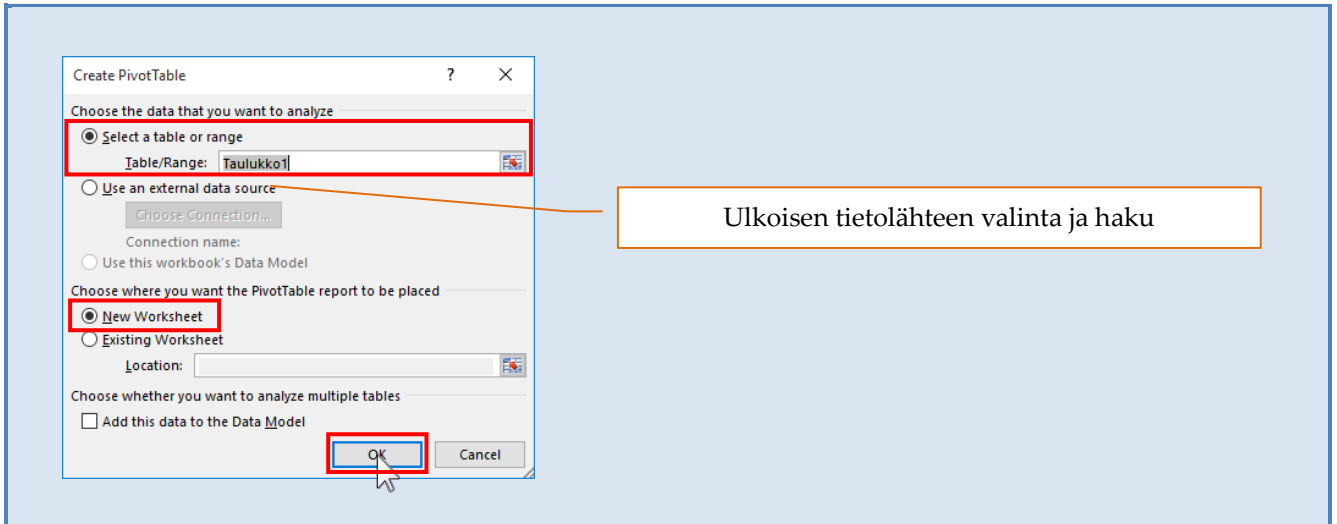 Create PivotTable ? ×
Choose the data that you want to analyze
Select a table or range
Table/Range: Taulukko1
Use an external data source
Choose Connection...
Connection name:
Use this workbook's Data Model
Choose where you want the PivotTable report to be placed
New Worksheet
Existing Worksheet
Location:
Choose whether you want to analyze multiple tables
Add this data to the Data Model
OK Cancel
Ulkoisen tietolähteen valinta ja haku